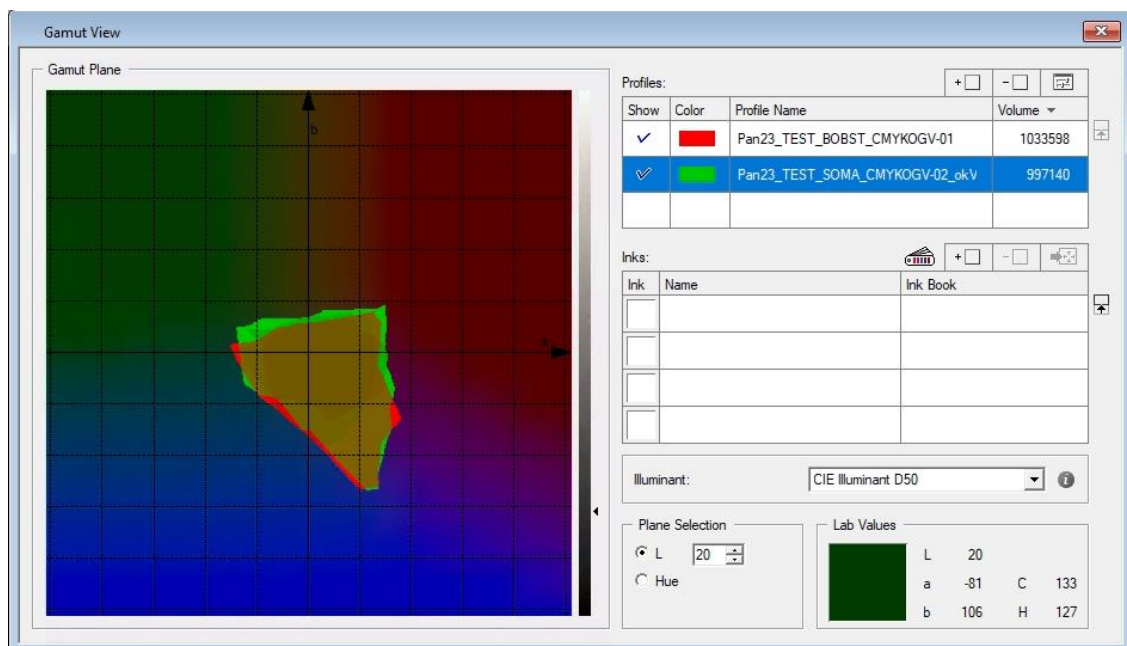 Gamut View
Gamut Plane
b
a
Profiles:
Show Color Profile Name Volume
Pan23_TEST_BOBST_CMYKOGV-01 1033598
Pan23_TEST_SOMA_CMYKOGV-02_okV 997140
Inks:
Ink Name Ink Book
Illuminant: CIE Illuminant D50
Plane Selection
L 20
Hue
Lab Values
L 20
a -81 C 133
b 106 H 127